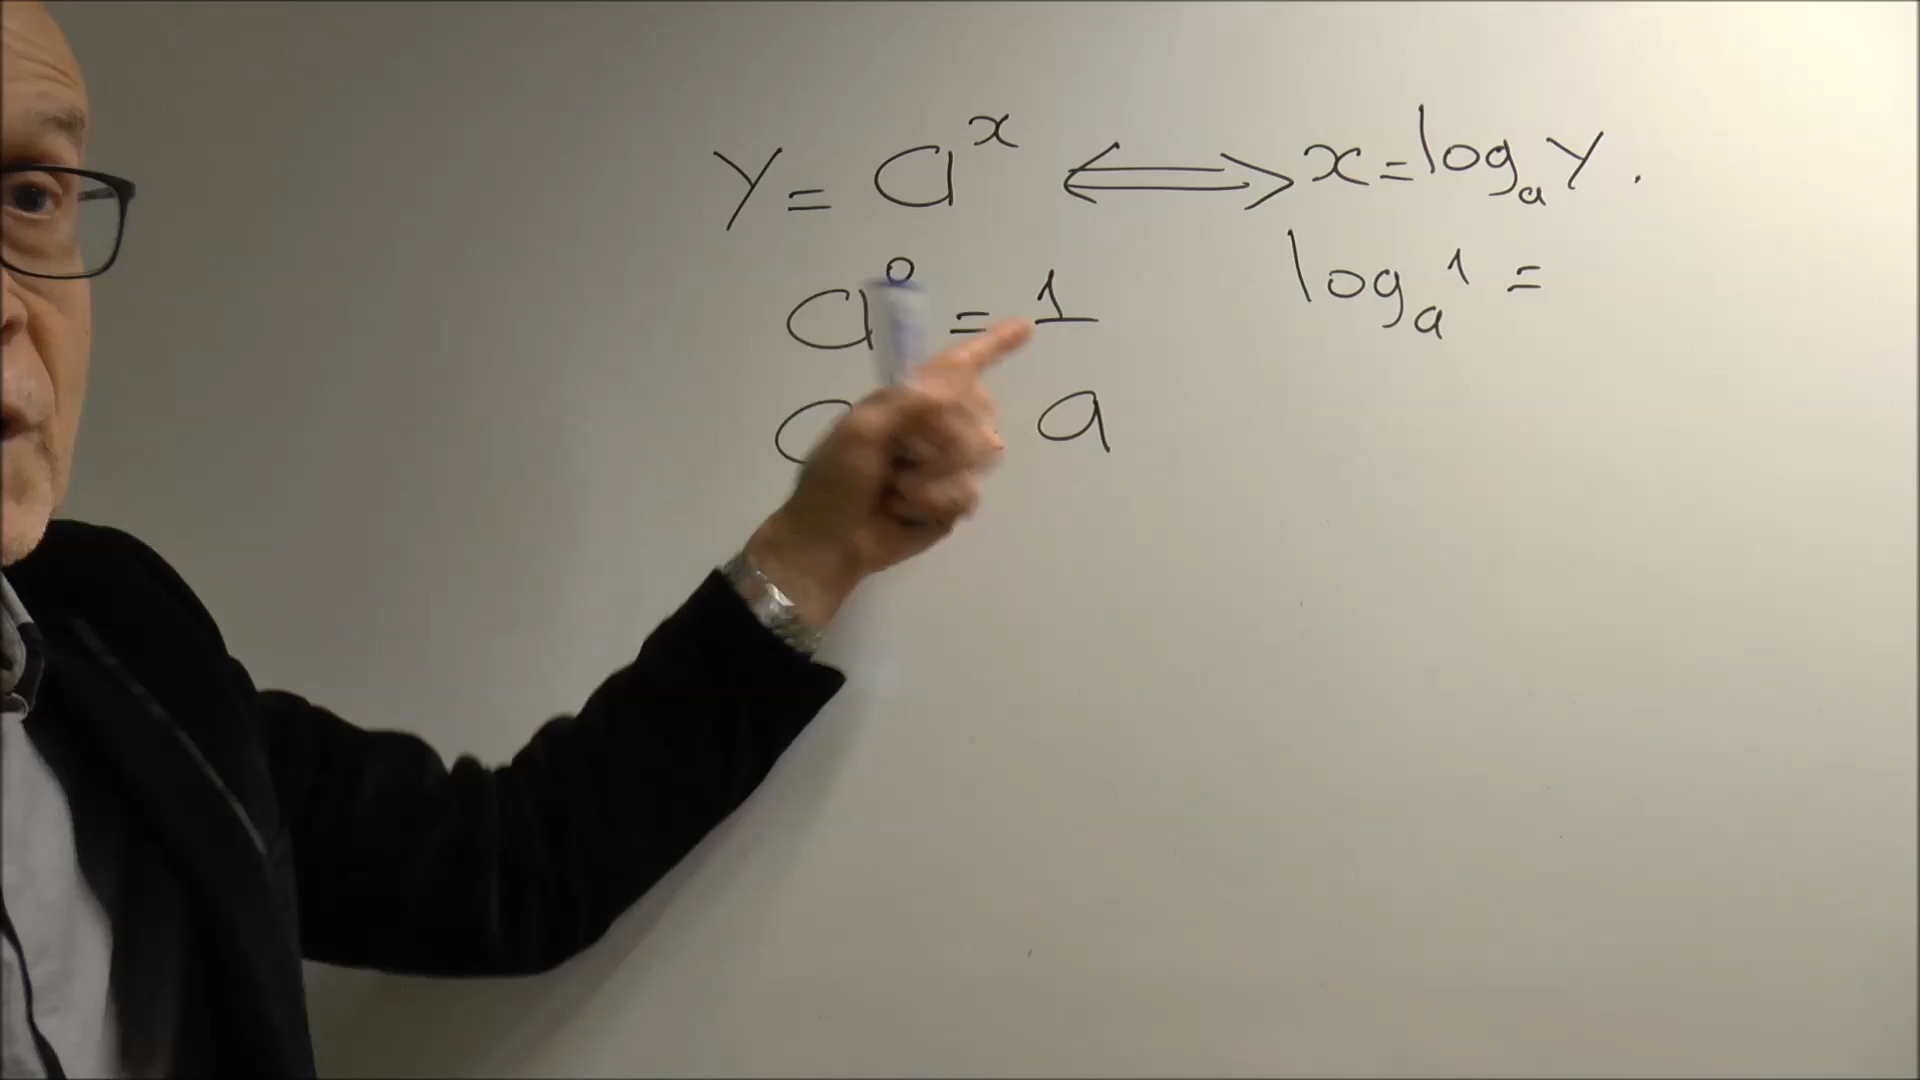 y = a^x ⟺ x = log_a y.
a^0 = 1 log_a 1 =
a a